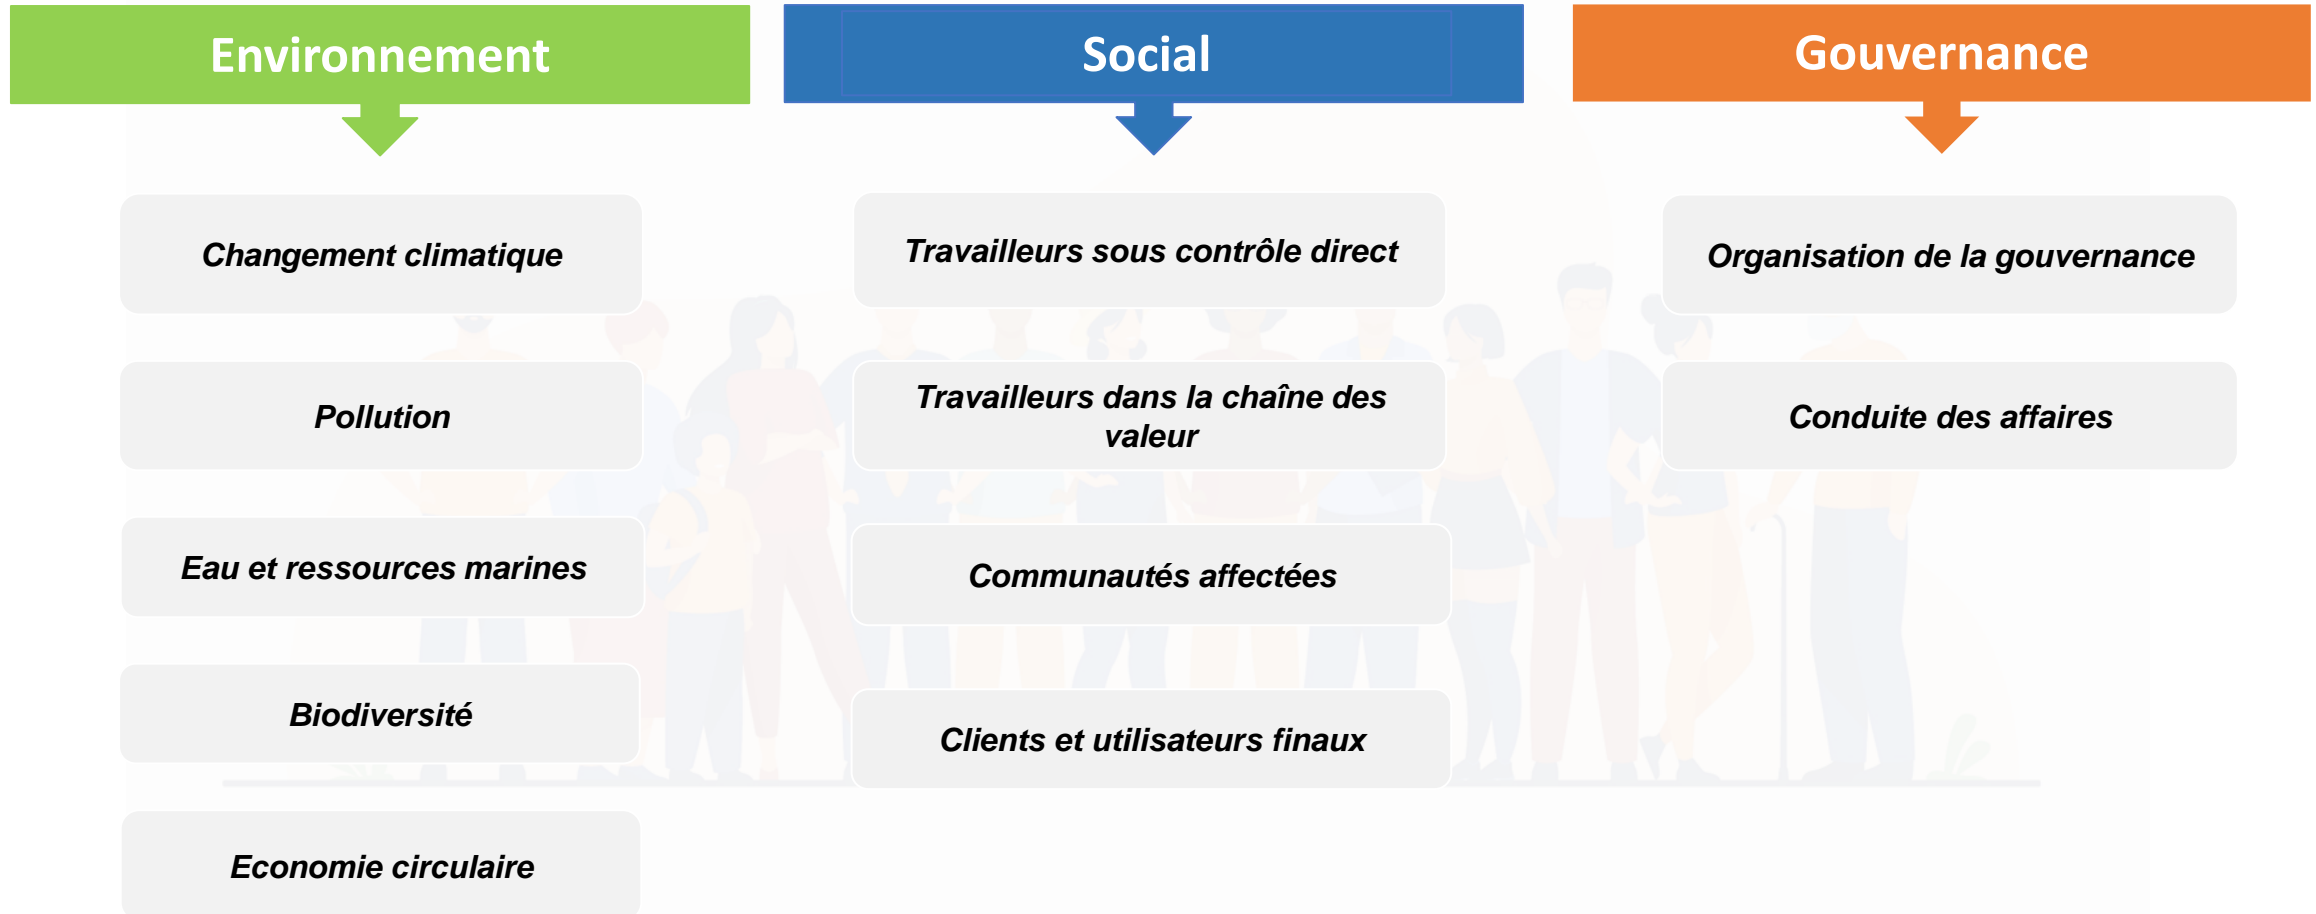 Environnement
Changement climatique
Pollution
Eau et ressources marines
Biodiversité
Economie circulaire
Social
Travailleurs sous contrôle direct
Travailleurs dans la chaîne des
valeur
Communautés affectées
Clients et utilisateurs finaux
Gouvernance
Organisation de la gouvernance
Conduite des affaires